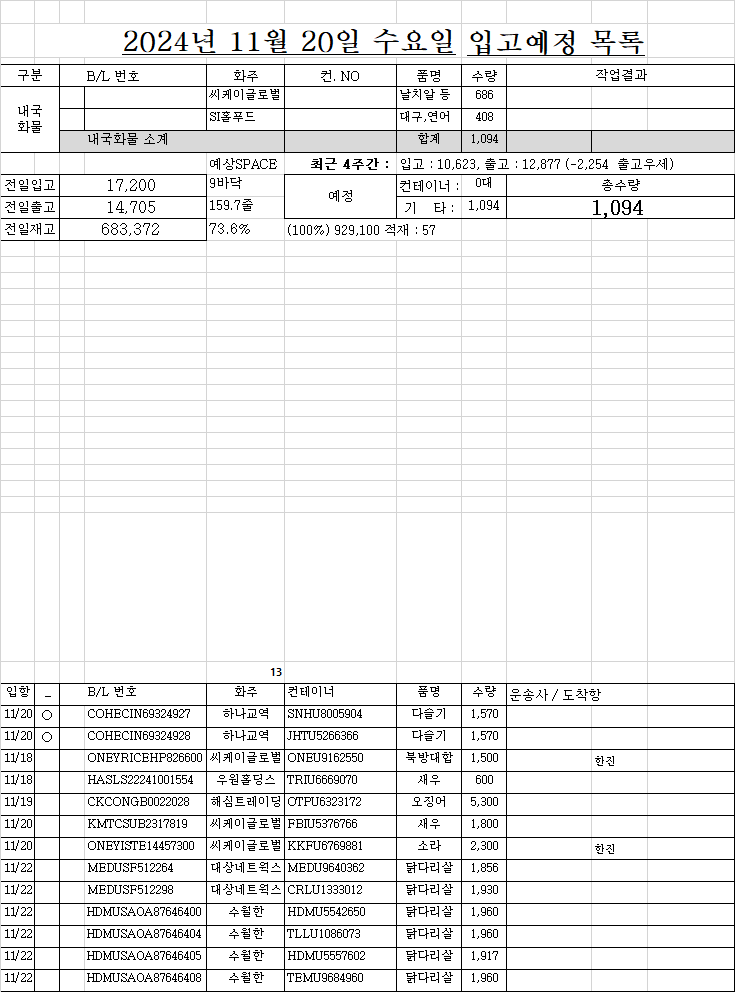 2024년 11월 20일 수요일 입고예정 목록
구분 B/L 번호 화주 컨. NO 품명 수량 작업결과
내국 화물
씨케이글로벌 날치알 등 686
SI홀푸드 대구,연어 408
내국화물 소계 합계 1,094
예상SPACE 최근 4주간 : 입고 : 10,623, 출고 : 12,877 (-2,254 출고우세)
전일입고 17,200 9바닥 예정 컨테이너 : 0대 총수량
전일출고 14,705 159.7줄 기 타 : 1,094 1,094
전일재고 683,372 73.6% (100%) 929,100 적재 : 57
13
입항 _ B/L 번호 화주 컨테이너 품명 수량 운송사 / 도착항
11/20 ○ COHECIN69324927 하나교역 SNHU8005904 다슬기 1,570
11/20 ○ COHECIN69324928 하나교역 JHTU5266366 다슬기 1,570
11/18 ONEYRICEHP826600 씨케이글로벌 ONEU9162550 북방대합 1,500 한진
11/18 HASLS22241001554 우원홀딩스 TRIU6669070 새우 600
11/19 CKCONGB0022028 해심트레이딩 OTPU6323172 오징어 5,300
11/20 KMTCSUB2317819 씨케이글로벌 FBIU5376766 새우 1,800
11/20 ONEYISTE14457300 씨케이글로벌 KKFU6769881 소라 2,300 한진
11/22 MEDUSF512264 대상네트웍스 MEDU9640362 닭다리살 1,856
11/22 MEDUSF512298 대상네트웍스 CRLU1333012 닭다리살 1,930
11/22 HDMUSAOA87646400 수월한 HDMU5542650 닭다리살 1,960
11/22 HDMUSAOA87646404 수월한 TLLU1086073 닭다리살 1,960
11/22 HDMUSAOA87646405 수월한 HDMU5557602 닭다리살 1,917
11/22 HDMUSAOA87646408 수월한 TEMU9684960 닭다리살 1,960